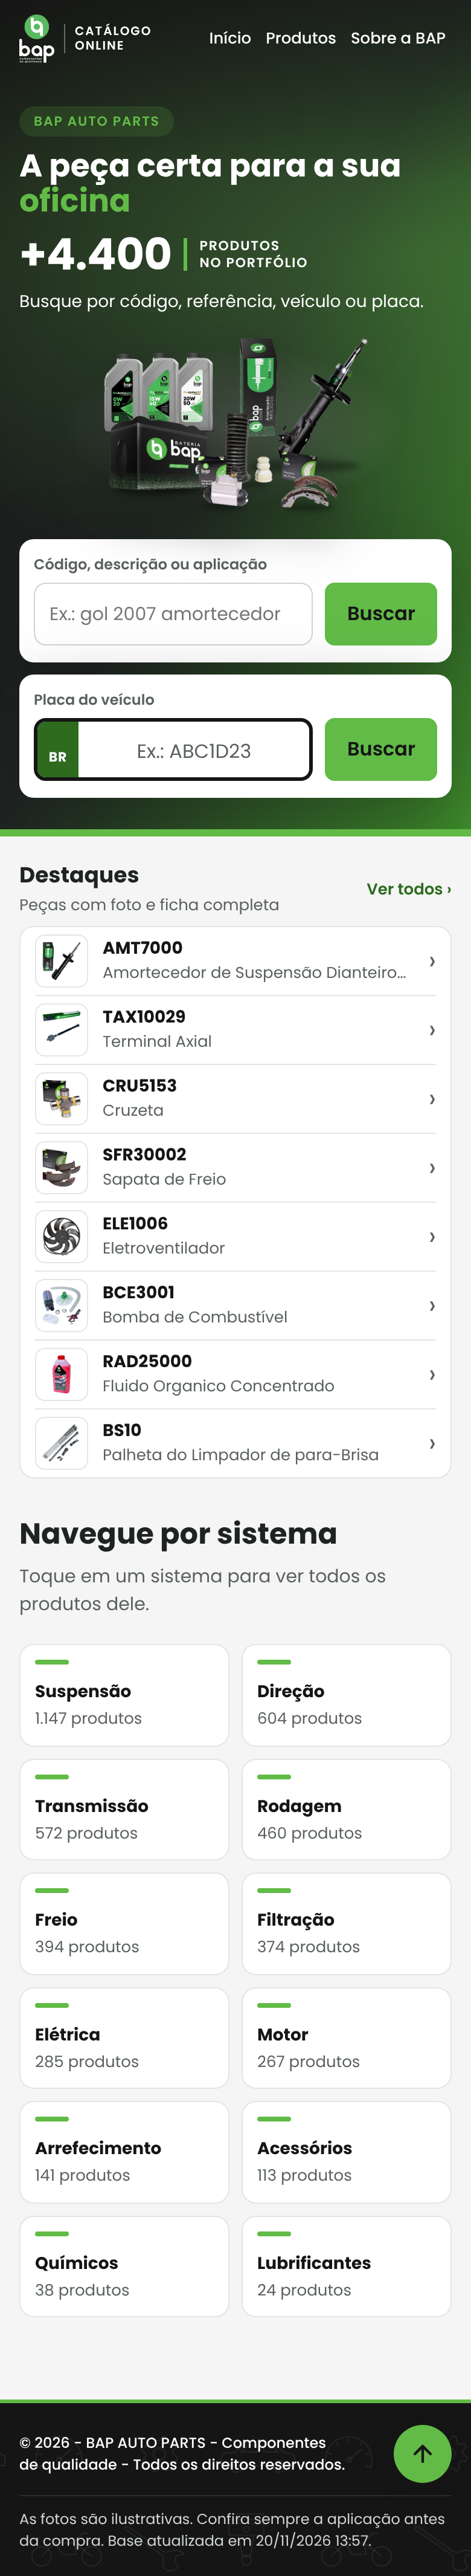 bap
CATÁLOGO
ONLINE
Início Produtos Sobre a BAP
BAP AUTO PARTS
A peça certa para a sua
oficina
+4.400
PRODUTOS
NO PORTFÓLIO
Busque por código, referência, veículo ou placa.
bap
bap
bap
BATERIA
bap
bap
Código, descrição ou aplicação
Ex.: gol 2007 amortecedor
Buscar
Placa do veículo
BR
Ex.: ABC1D23
Buscar
Destaques
Peças com foto e ficha completa
Ver todos ›
AMT7000
Amortecedor de Suspensão Dianteiro...
TAX10029
Terminal Axial
CRU5153
Cruzeta
SFR30002
Sapata de Freio
ELE1006
Eletroventilador
BCE3001
Bomba de Combustível
RAD25000
Fluido Organico Concentrado
BS10
Palheta do Limpador de para-Brisa
Navegue por sistema
Toque em um sistema para ver todos os
produtos dele.
Suspensão
1.147 produtos
Direção
604 produtos
Transmissão
572 produtos
Rodagem
460 produtos
Freio
394 produtos
Filtração
374 produtos
Elétrica
285 produtos
Motor
267 produtos
Arrefecimento
141 produtos
Acessórios
113 produtos
Químicos
38 produtos
Lubrificantes
24 produtos
© 2026 - BAP AUTO PARTS - Componentes
de qualidade - Todos os direitos reservados.
As fotos são ilustrativas. Confira sempre a aplicação antes
da compra. Base atualizada em 20/11/2026 13:57.